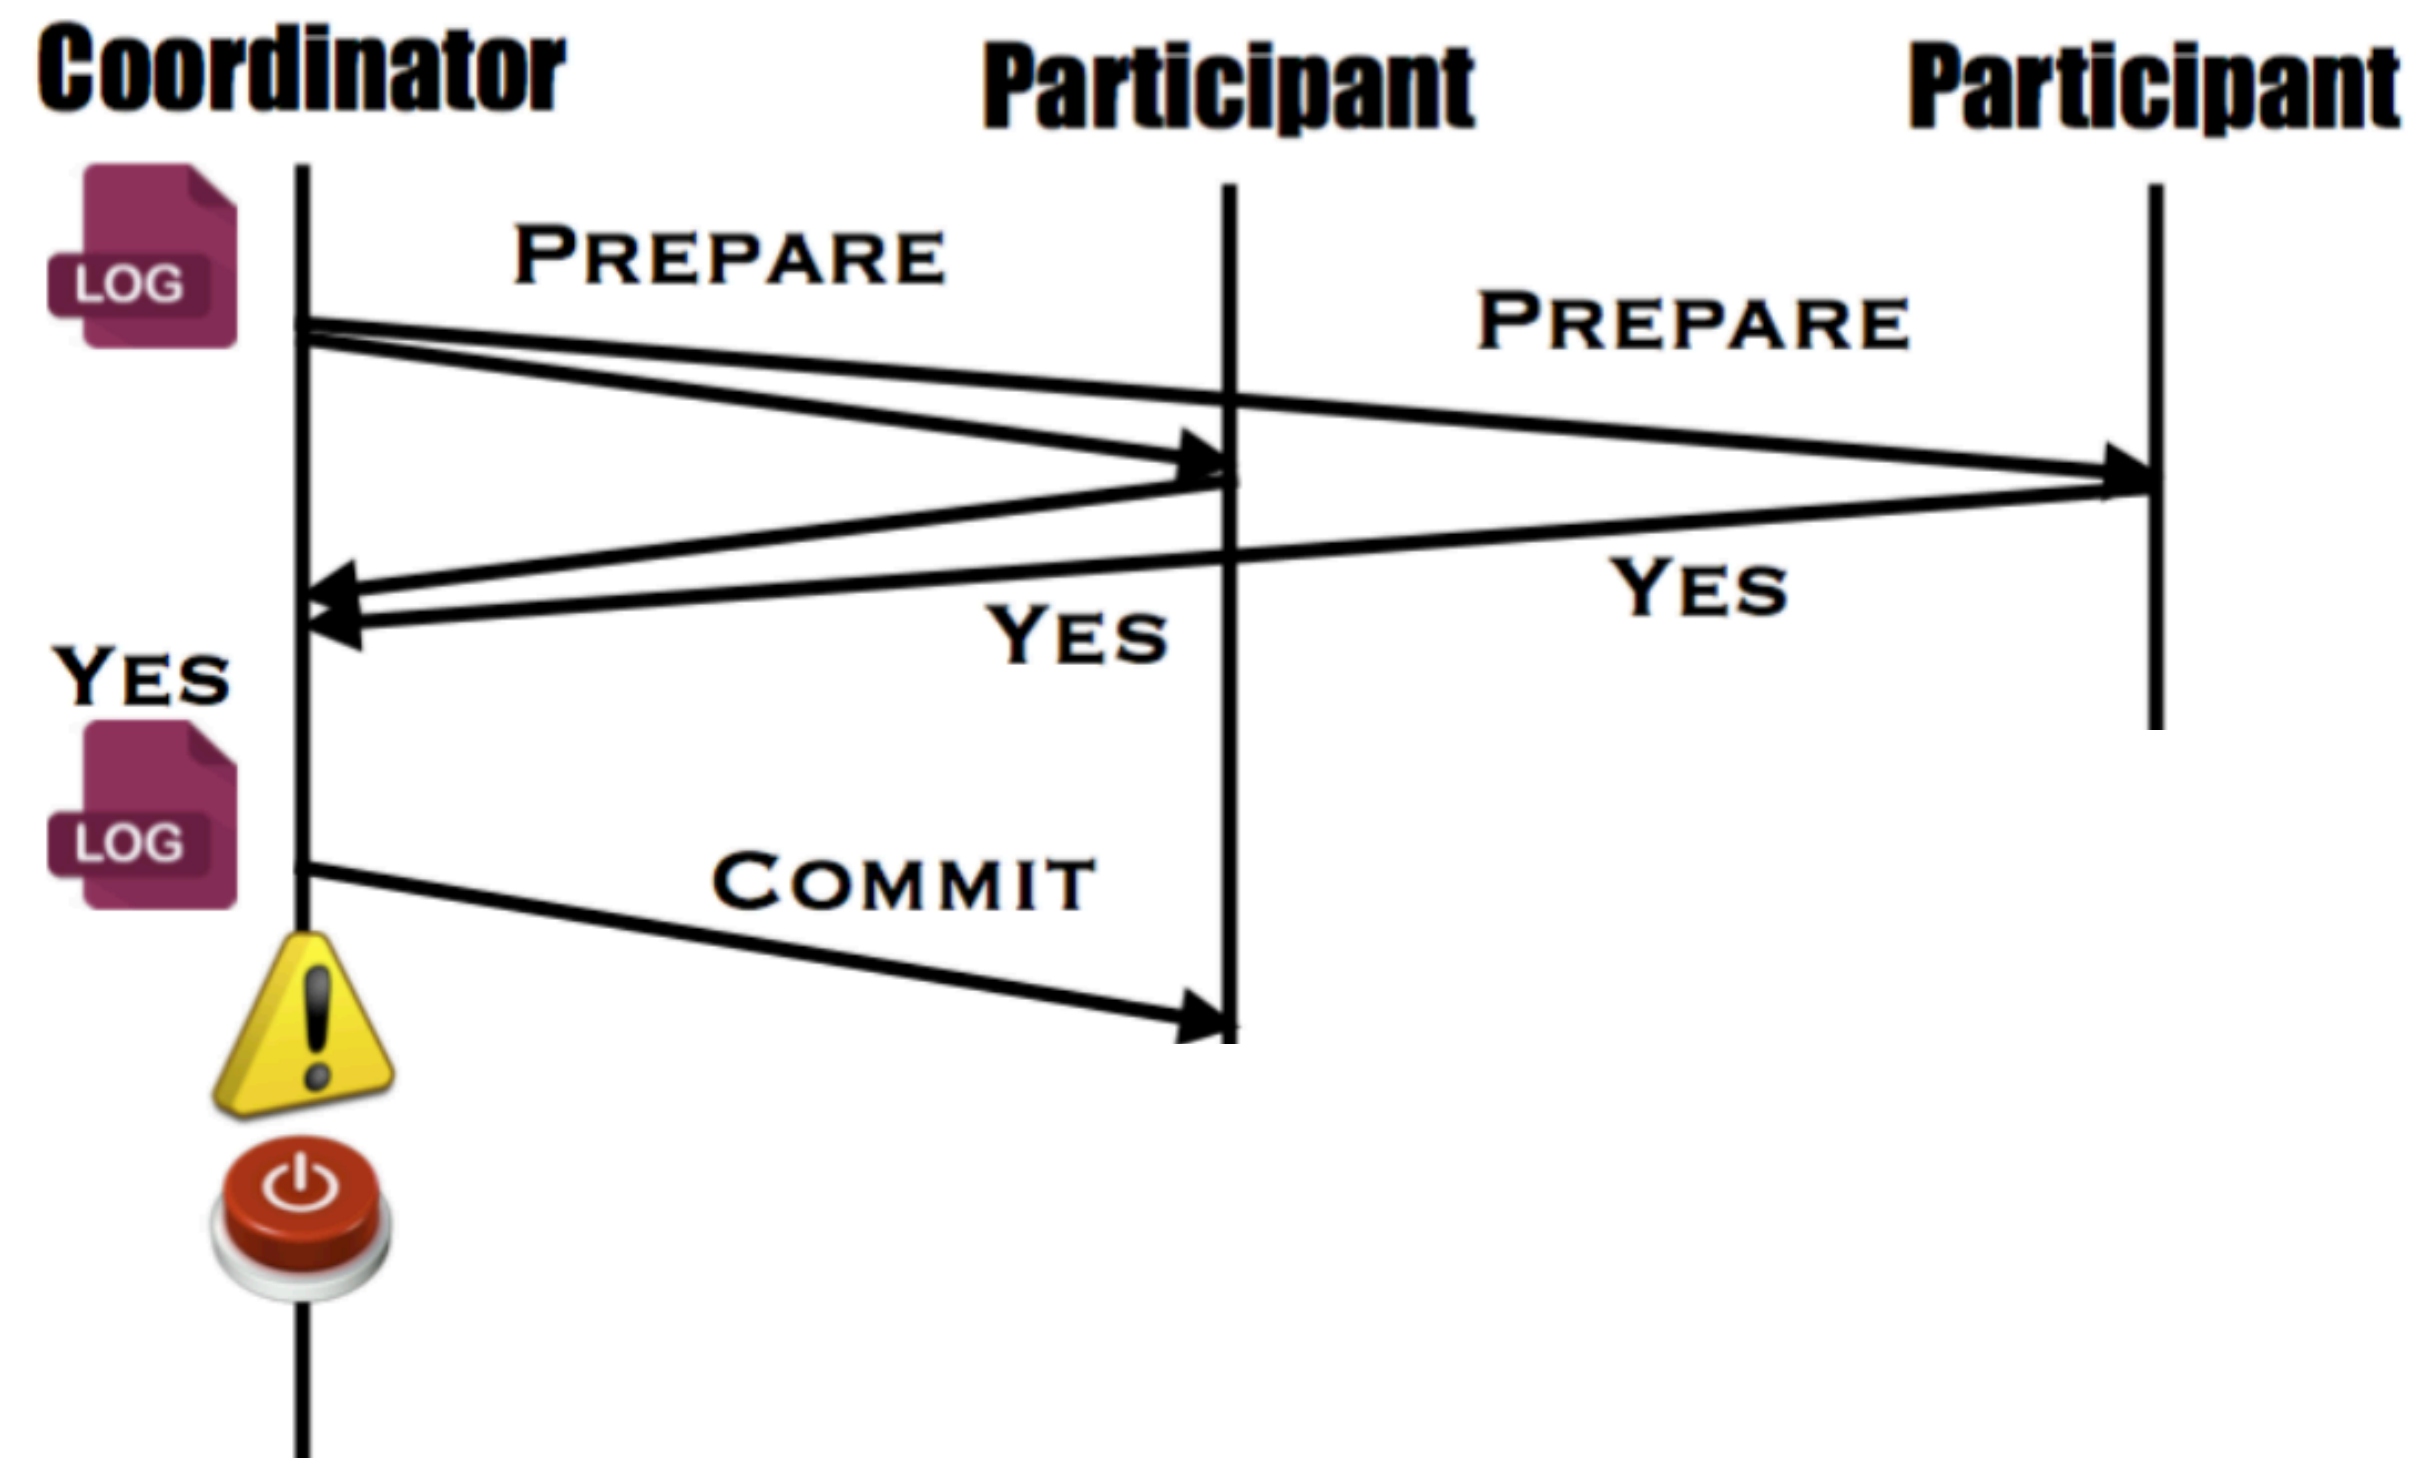 Coordinator
Participant
Participant
LOG
PREPARE
PREPARE
YES
YES
YES
LOG
COMMIT